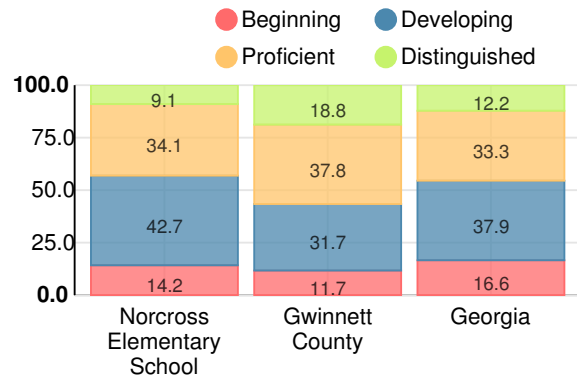 Beginning
Developing
Proficient
Distinguished
100.0
75.0
50.0
25.0
0.0
9.1
34.1
42.7
14.2
18.8
37.8
31.7
11.7
12.2
33.3
37.9
16.6
Norcross
Elementary
School
Gwinnett
County
Georgia